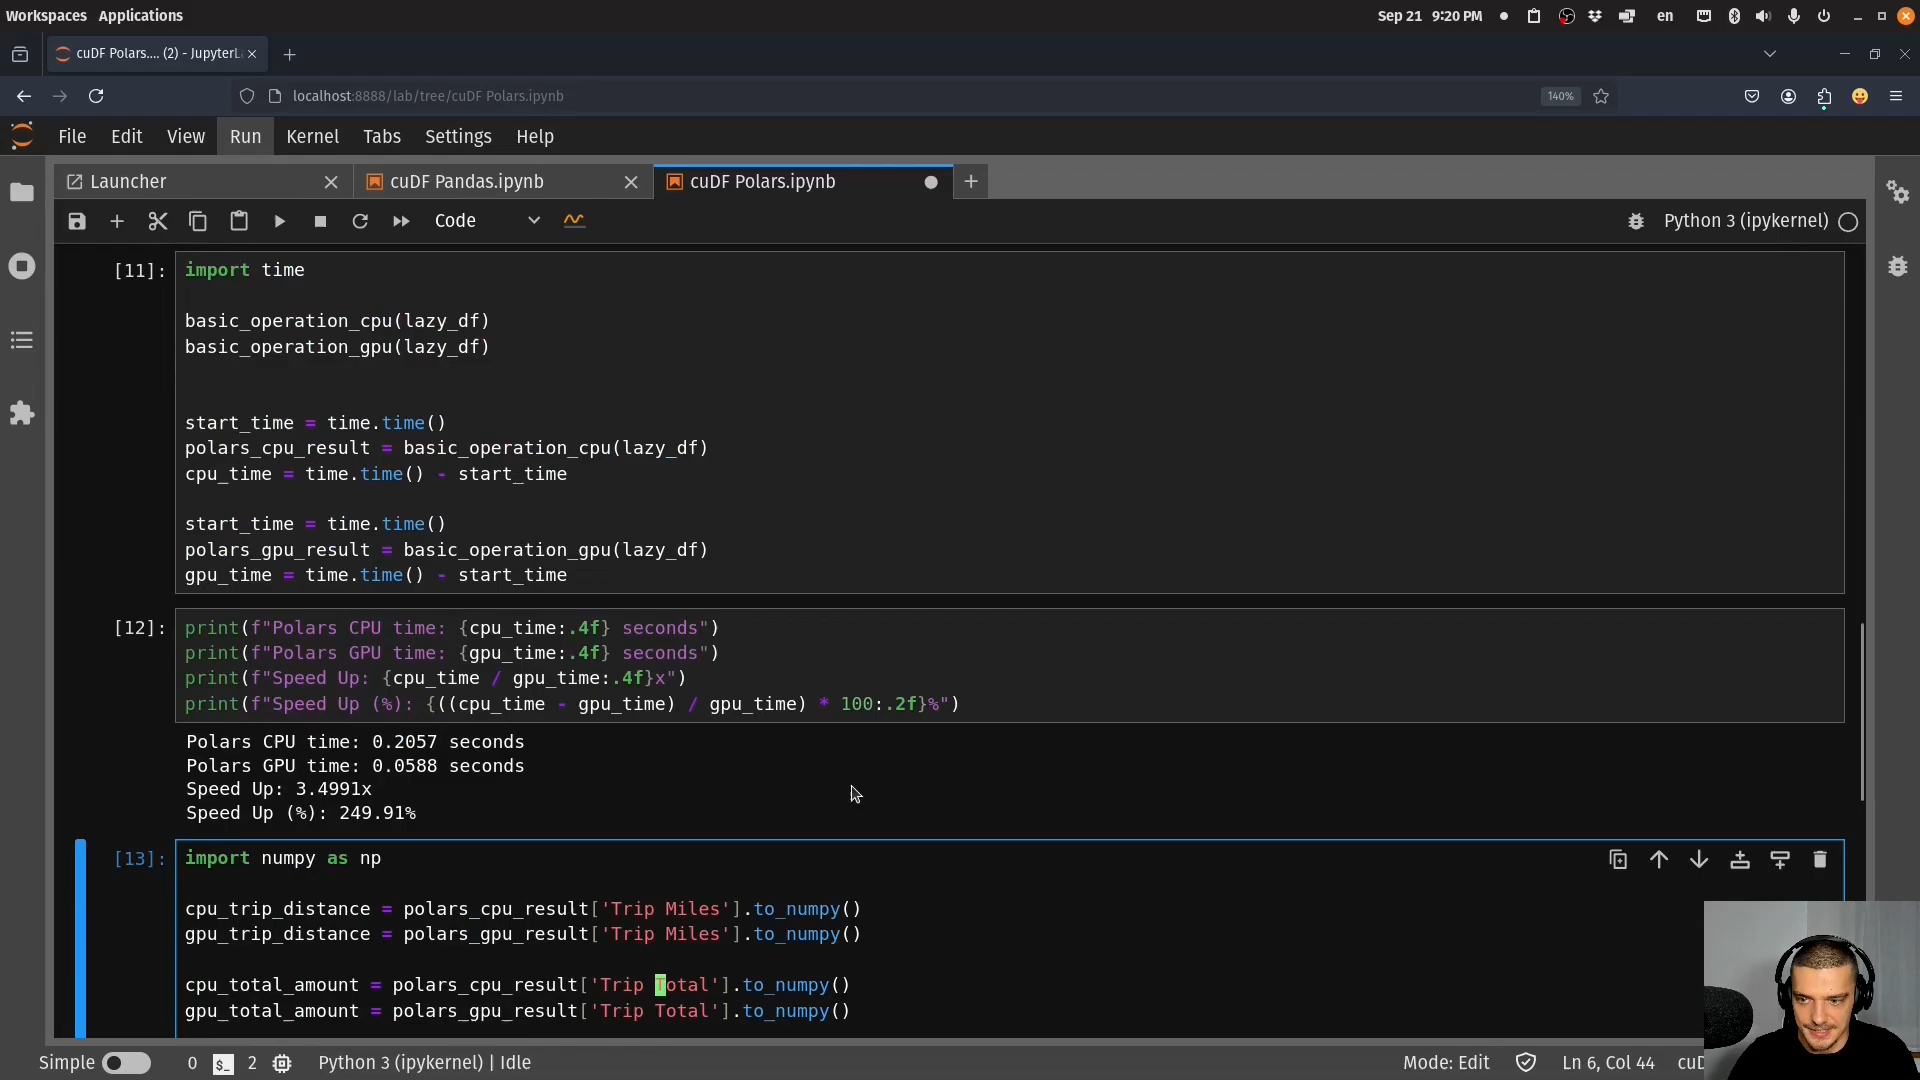 Workspaces Applications
Sep 21 9:20 PM
en
cuDF Polars.... (2) - JupyterL
localhost:8888/lab/tree/cuDF Polars.ipynb
140%
File Edit View Run Kernel Tabs Settings Help
Launcher
cuDF Pandas.ipynb
cuDF Polars.ipynb
Code
Python 3 (ipykernel)
[11]:
import time
basic_operation_cpu(lazy_df)
basic_operation_gpu(lazy_df)
start_time = time.time()
polars_cpu_result = basic_operation_cpu(lazy_df)
cpu_time = time.time() - start_time
start_time = time.time()
polars_gpu_result = basic_operation_gpu(lazy_df)
gpu_time = time.time() - start_time
[12]:
print(f"Polars CPU time: {cpu_time:.4f} seconds")
print(f"Polars GPU time: {gpu_time:.4f} seconds")
print(f"Speed Up: {cpu_time / gpu_time:.4f}x")
print(f"Speed Up (%): {((cpu_time - gpu_time) / gpu_time) * 100:.2f}%")
Polars CPU time: 0.2057 seconds
Polars GPU time: 0.0588 seconds
Speed Up: 3.4991x
Speed Up (%): 249.91%
[13]:
import numpy as np
cpu_trip_distance = polars_cpu_result['Trip Miles'].to_numpy()
gpu_trip_distance = polars_gpu_result['Trip Miles'].to_numpy()
cpu_total_amount = polars_cpu_result['Trip Total'].to_numpy()
gpu_total_amount = polars_gpu_result['Trip Total'].to_numpy()
Simple
0
$_
2
Python 3 (ipykernel) | Idle
Mode: Edit
Ln 6, Col 44
cuD